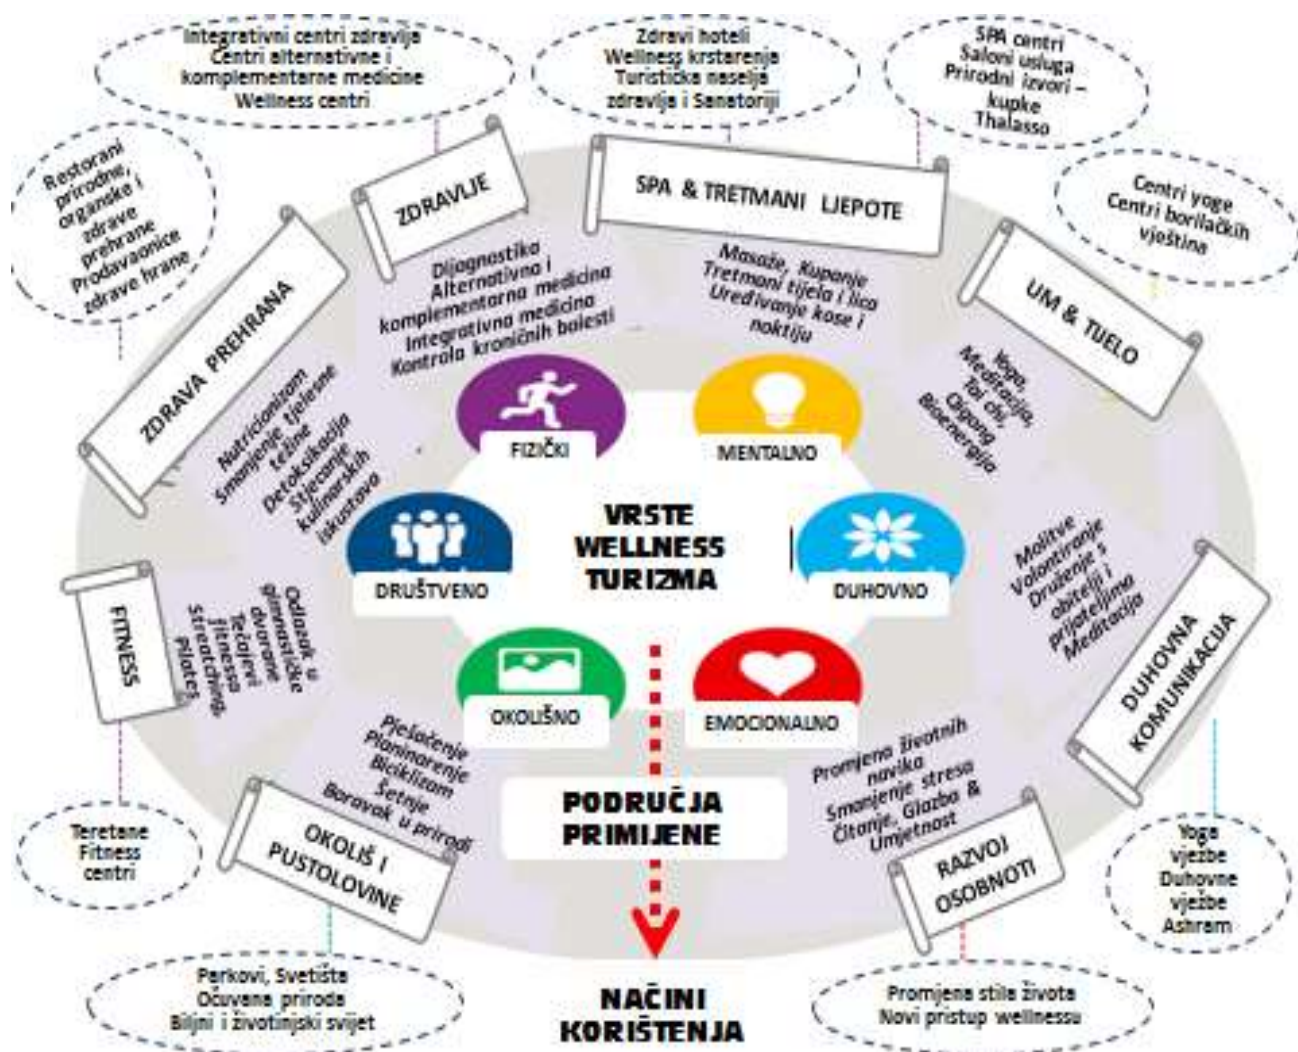 Integrativni centri zdravlja
Centri alternativne i
komplementarne medicine
Wellness centri
Zdravi hoteli
Wellness krstarenja
Turistička naselja
zdravlja i Sanatoriji
SPA centri
Saloni usluga
Prirodni izvori –
kupke
Thalasso
Restorani
prirodne,
organske i
zdrave
prehrane
Prodavaonice
zdrave hrane
Centri yoge
Centri borilačkih
vještina
ZDRAVLJE
SPA & TRETMANI LJEPOTE
UM & TIJELO
ZDRAVA PREHRANA
Dijagnostika
Alternativna i
komplementarna medicina
Integrativna medicina
Kontrola kroničnih bolesti
Masaže, Kupanje
Tretmani tijela i lica
Uređivanje kose i
noktiju
Yoga,
Meditacija,
Tai chi,
Qigong
Bioenergija
Nutricionizam
Smanjenje tjelesne
težine
Detoksikacija
Stjecanje
kulinarskih
iskustava
FIZIČKI
MENTALNO
DRUŠTVENO
VRSTE
WELLNESS
TURIZMA
DUHOVNO
OKOLIŠNO
EMOCIONALNO
Molitve
Volontiranje
Druženje s
obitelji i
prijateljima
Meditacija
DUHOVNA
KOMUNIKACIJA
FITNESS
Odlazak u
gimnastičke
dvorane
Tečajevi
fitnessa
Streatching,
Pilates
Pješačenje
Planinarenje
Biciklizam
Šetnje
Boravak u prirodi
Promjena životnih
navika
Smanjenje stresa
Čitanje, Glazba &
Umjetnost
PODRUČJA
PRIMIJENE
OKOLIŠ I
PUSTOLOVINE
RAZVOJ
OSOBNOTI
Teretane
Fitness
centri
Yoga
vježbe
Duhovne
vježbe
Ashram
Parkovi, Svetišta
Očuvana priroda
Biljni i životinjski svijet
NAČINI
KORIŠTENJA
Promjena stila života
Novi pristup wellnessu